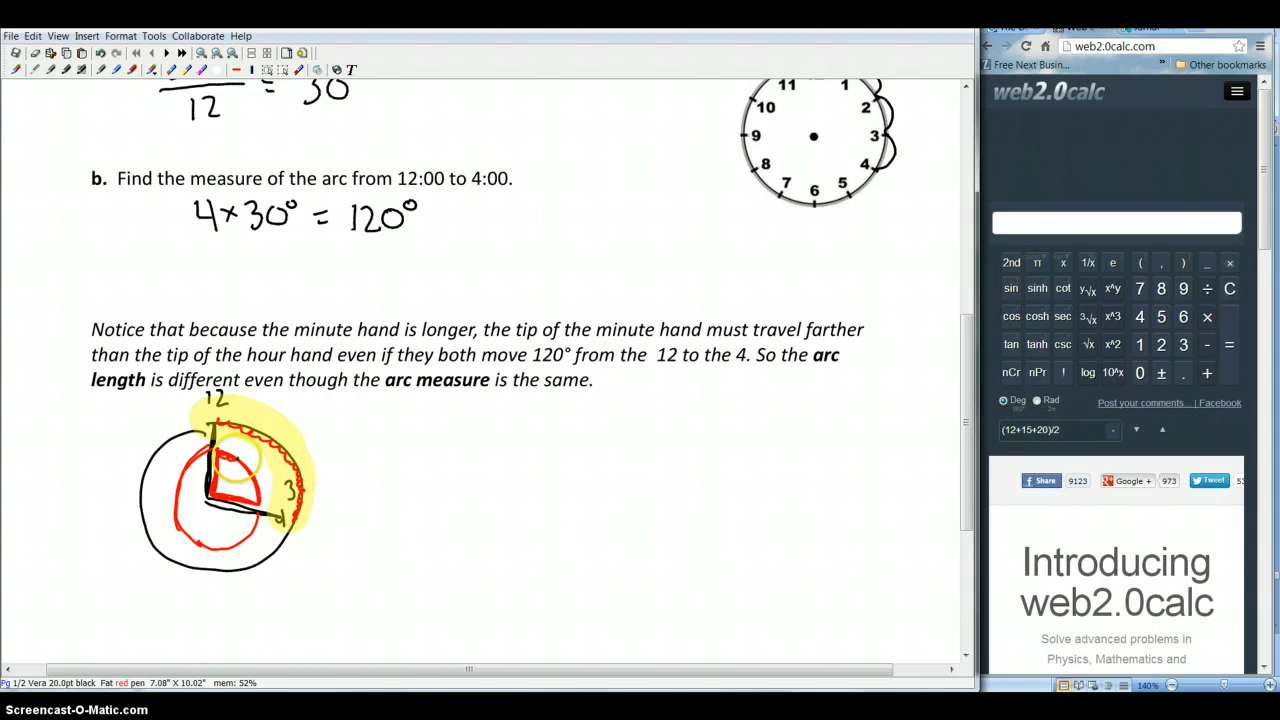 File Edit View Insert Format Tools Collaborate Help
web2.0calc.com
Free Next Busin... » Other bookmarks
web2.0calc
12 = 30
11 1
10 2
9 3
8 4
7 6 5
b. Find the measure of the arc from 12:00 to 4:00.
4 × 30° = 120°
2nd π x 1/x e ( , ) _ ×
sin sinh cot y√x x^y 7 8 9 ÷ C
cos cosh sec 3√x x^3 4 5 6 ×
tan tanh csc √x x^2 1 2 3 - =
nCr nPr ! log 10^x 0 ± . +
Deg Rad
Post your comments... | Facebook
(12+15+20)/2
Notice that because the minute hand is longer, the tip of the minute hand must travel farther
than the tip of the hour hand even if they both move 120° from the 12 to the 4. So the arc
length is different even though the arc measure is the same.
12
3
4
Share 9123 Google + 973 Tweet
Introducing
web2.0calc
Solve advanced problems in
Physics, Mathematics and
Pg 1/2 Vera 20.0pt black Fat red pen 7.08" X 10.02" mem: 52%
140%
Screencast-O-Matic.com